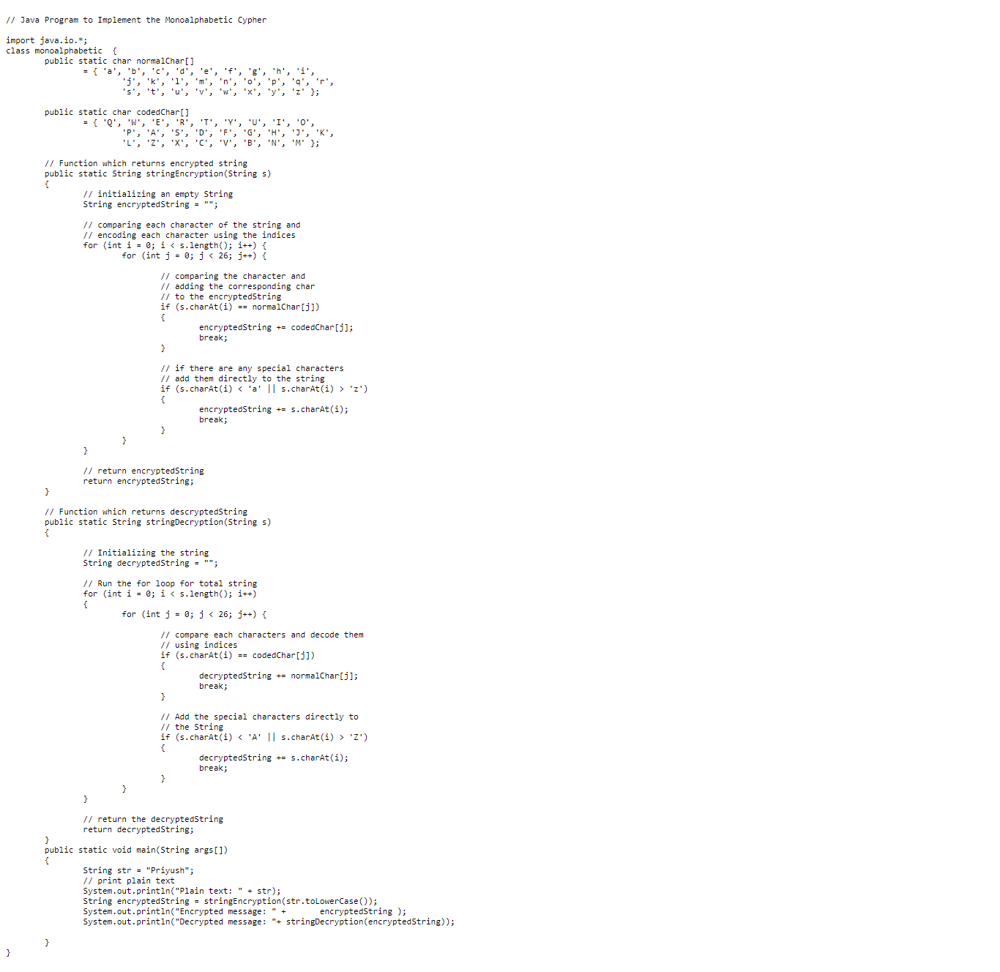 // Java Program to Implement the Monoalphabetic Cypher
import java.io.*;
class monoalphabetic  {
public static char normalChar[]
= { 'a', 'b', 'c', 'd', 'e', 'f', 'g', 'h', 'i',
'j', 'k', 'l', 'm', 'n', 'o', 'p', 'q', 'r',
's', 't', 'u', 'v', 'w', 'x', 'y', 'z' };
public static char codedChar[]
= { 'Q', 'W', 'E', 'R', 'T', 'Y', 'U', 'I', 'O',
'P', 'A', 'S', 'D', 'F', 'G', 'H', 'J', 'K',
'L', 'Z', 'X', 'C', 'V', 'B', 'N', 'M' };
// Function which returns encrypted string
public static String stringEncryption(String s)
{
// initializing an empty String
String encryptedString = "";
// comparing each character of the string and
// encoding each character using the indices
for (int i = 0; i < s.length(); i++) {
for (int j = 0; j < 26; j++) {
// comparing the character and
// adding the corresponding char
// to the encryptedString
if (s.charAt(i) == normalChar[j])
{
encryptedString += codedChar[j];
break;
}
// if there are any special characters
// add them directly to the string
if (s.charAt(i) < 'a' || s.charAt(i) > 'z')
{
encryptedString += s.charAt(i);
break;
}
}
}
// return encryptedString
return encryptedString;
}
// Function which returns descryptedString
public static String stringDecryption(String s)
{
// Initializing the string
String decryptedString = "";
// Run the for loop for total string
for (int i = 0; i < s.length(); i++)
{
for (int j = 0; j < 26; j++) {
// compare each characters and decode them
// using indices
if (s.charAt(i) == codedChar[j])
{
decryptedString += normalChar[j];
break;
}
// Add the special characters directly to
// the String
if (s.charAt(i) < 'A' || s.charAt(i) > 'Z')
{
decryptedString += s.charAt(i);
break;
}
}
}
// return the decryptedString
return decryptedString;
}
public static void main(String args[])
{
String str = "Priyush";
// print plain text
System.out.println("Plain text: " + str);
String encryptedString = stringEncryption(str.toLowerCase());
System.out.println("Encrypted message: " +       encryptedString );
System.out.println("Decrypted message: "+ stringDecryption(encryptedString));
}
}